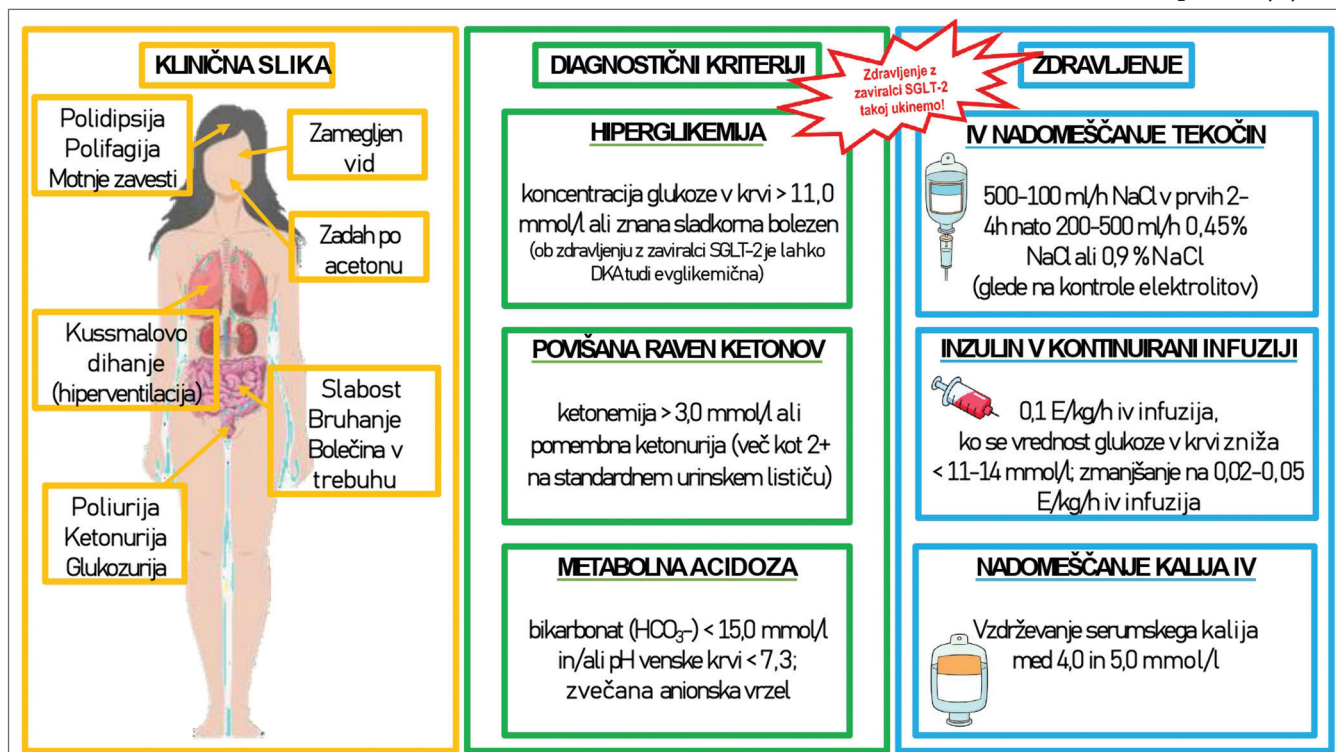 KLINIČNA SLIKA
Polidipsija
Polifagija
Motnje zavesti
Zamegljen
vid
Zadah po
acetonu
Kussmalovo
dihanje
(hiperventilacija)
Slabost
Bruhanje
Bolečina v
trebuhu
Poliurija
Ketonurija
Glukozurija
DIAGNOSTIČNI KRITERIJI
HIPERGLIKEMIJA
koncentracija glukoze v krvi > 11,0
mmol/l ali znana sladkorna bolezen
(ob zdravljenju z zaviralci SGLT-2 je lahko
DKA tudi evglikemična)
POVIŠANA RAVEN KETONOV
ketonemija > 3,0 mmol/l ali
pomembna ketonurija (več kot 2+
na standardnem urinskem lističu)
METABOLNA ACIDOZA
bikarbonat (HCO₃-) < 15,0 mmol/l
in/ali pH venske krvi < 7,3;
zvečana anionska vrzel
Zdravljenje z
zaviralci SGLT-2
takoj ukinemo!
ZDRAVLJENJE
IV NADOMEŠČANJE TEKOČIN
500-100 ml/h NaCl v prvih 2-
4h nato 200-500 ml/h 0,45%
NaCl ali 0,9 % NaCl
(glede na kontrole elektrolitov)
INZULIN V KONTINUIRANI INFUZIJI
0,1 E/kg/h iv infuzija,
ko se vrednost glukoze v krvi zniža
< 11-14 mmol/l; zmanjšanje na 0,02-0,05
E/kg/h iv infuzija
NADOMEŠČANJE KALIJA IV
Vzdrževanje serumskega kalija
med 4,0 in 5,0 mmol/l